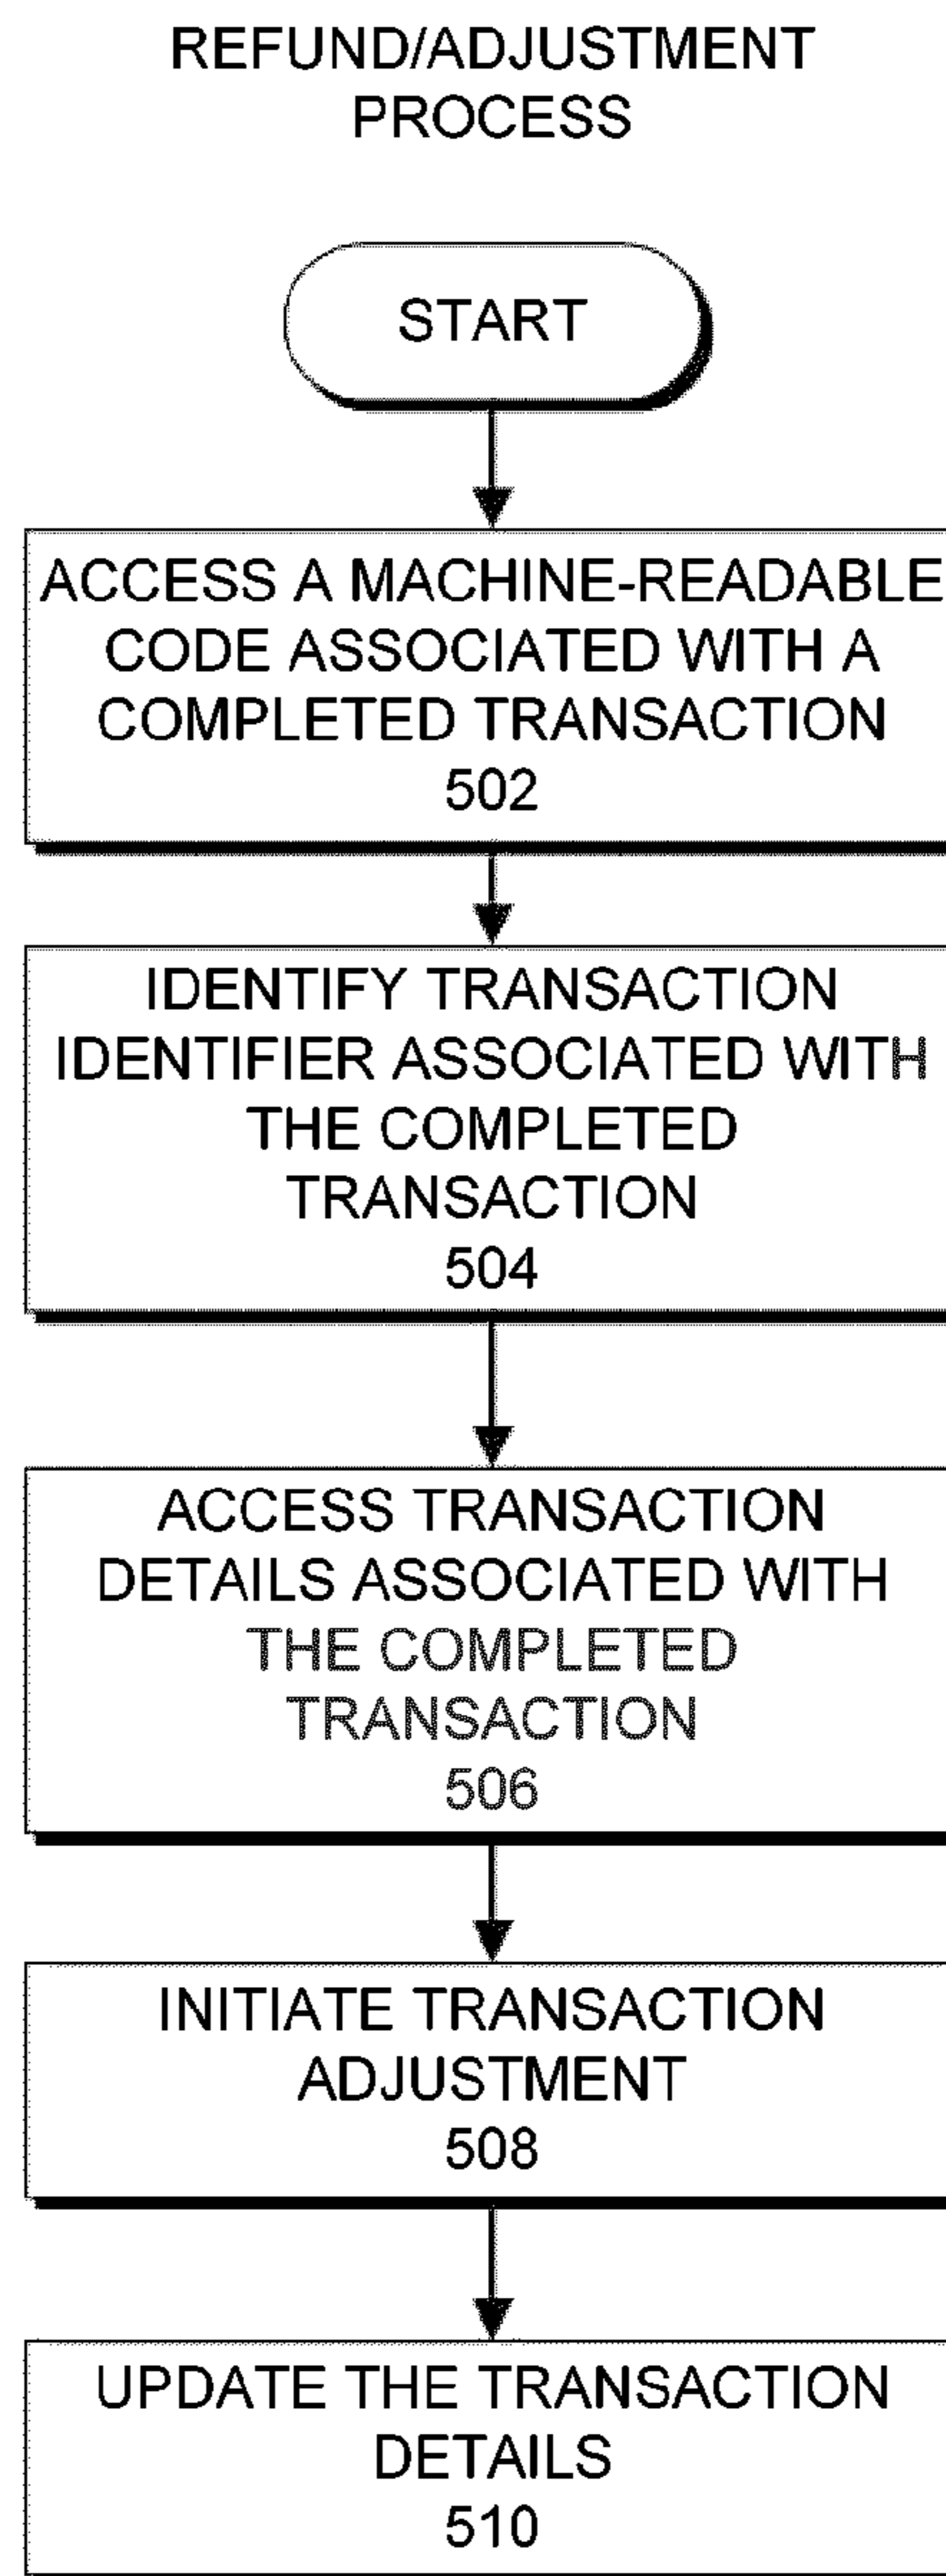 REFUND/ADJUSTMENT
PROCESS
START
ACCESS A MACHINE-READABLE
CODE ASSOCIATED WITH A
COMPLETED TRANSACTION
502
IDENTIFY TRANSACTION
IDENTIFIER ASSOCIATED WITH
THE COMPLETED
TRANSACTION
504
ACCESS TRANSACTION
DETAILS ASSOCIATED WITH
THE COMPLETED
TRANSACTION
506
INITIATE TRANSACTION
ADJUSTMENT
508
UPDATE THE TRANSACTION
DETAILS
510